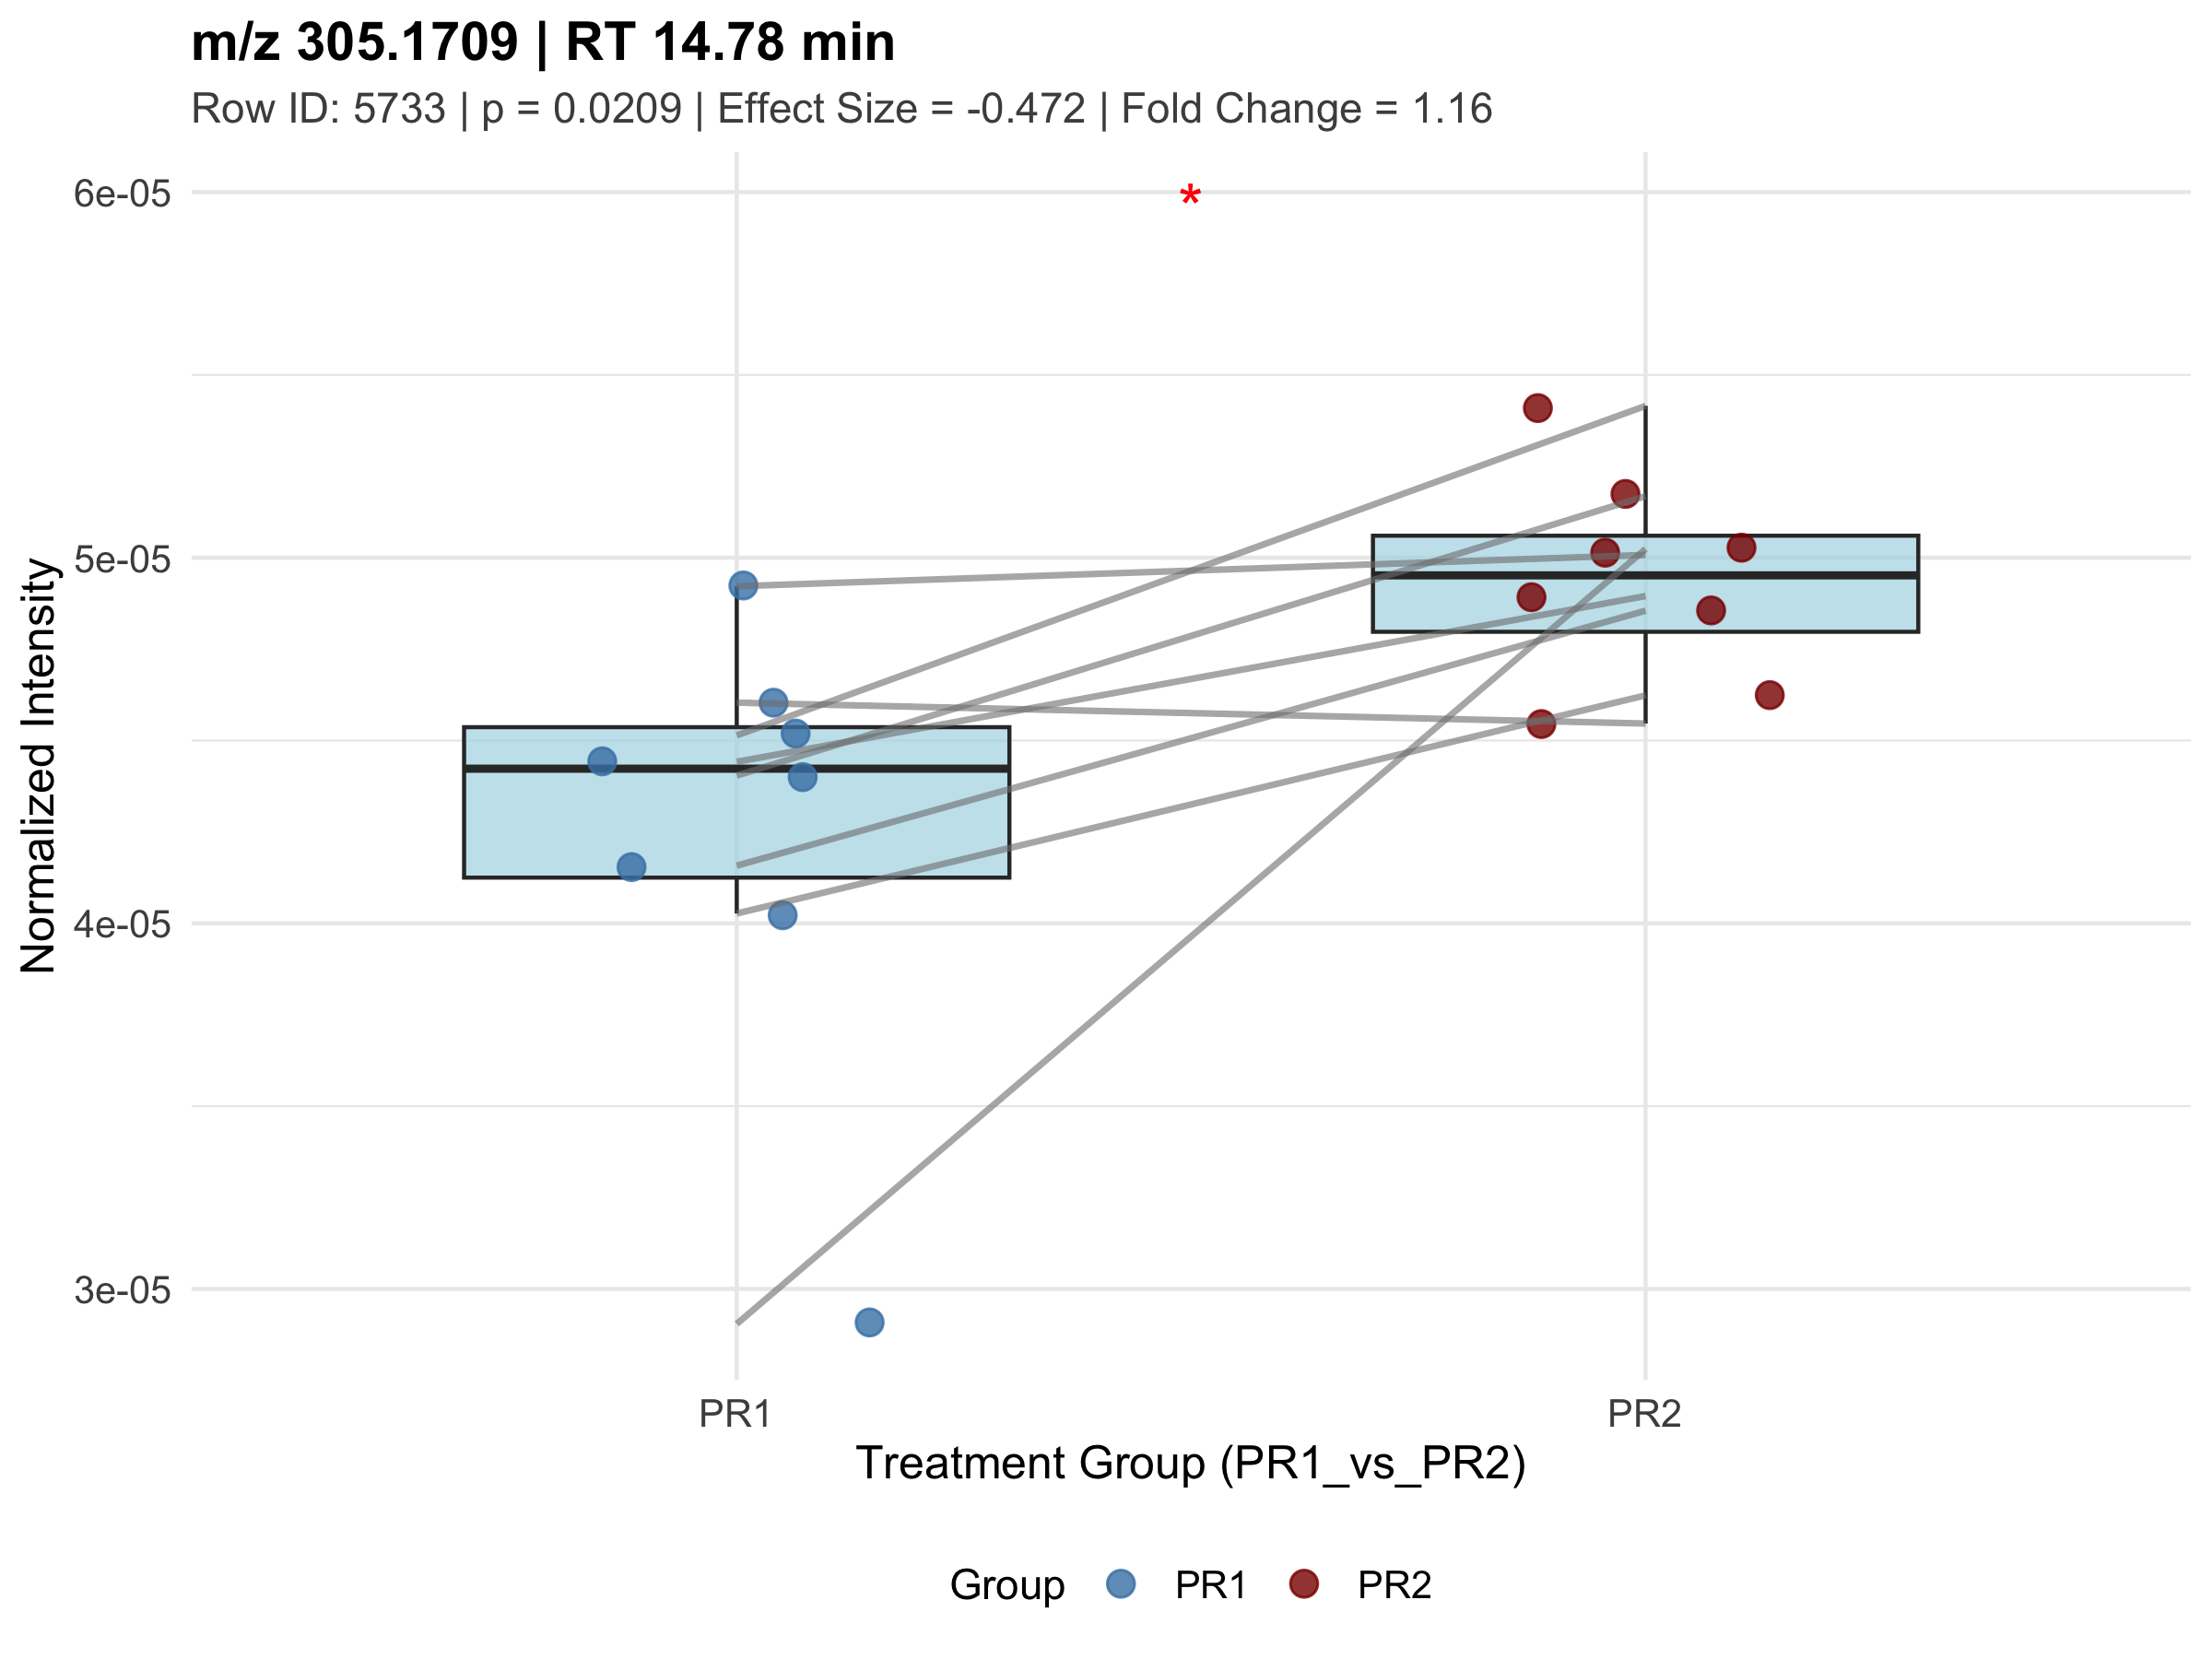 m/z 305.1709 | RT 14.78 min
Row ID: 5733 | p = 0.0209 | Effect Size = -0.472 | Fold Change = 1.16
Normalized Intensity
6e-05
*
5e-05
4e-05
3e-05
PR1 PR2
Treatment Group (PR1_vs_PR2)
Group PR1 PR2